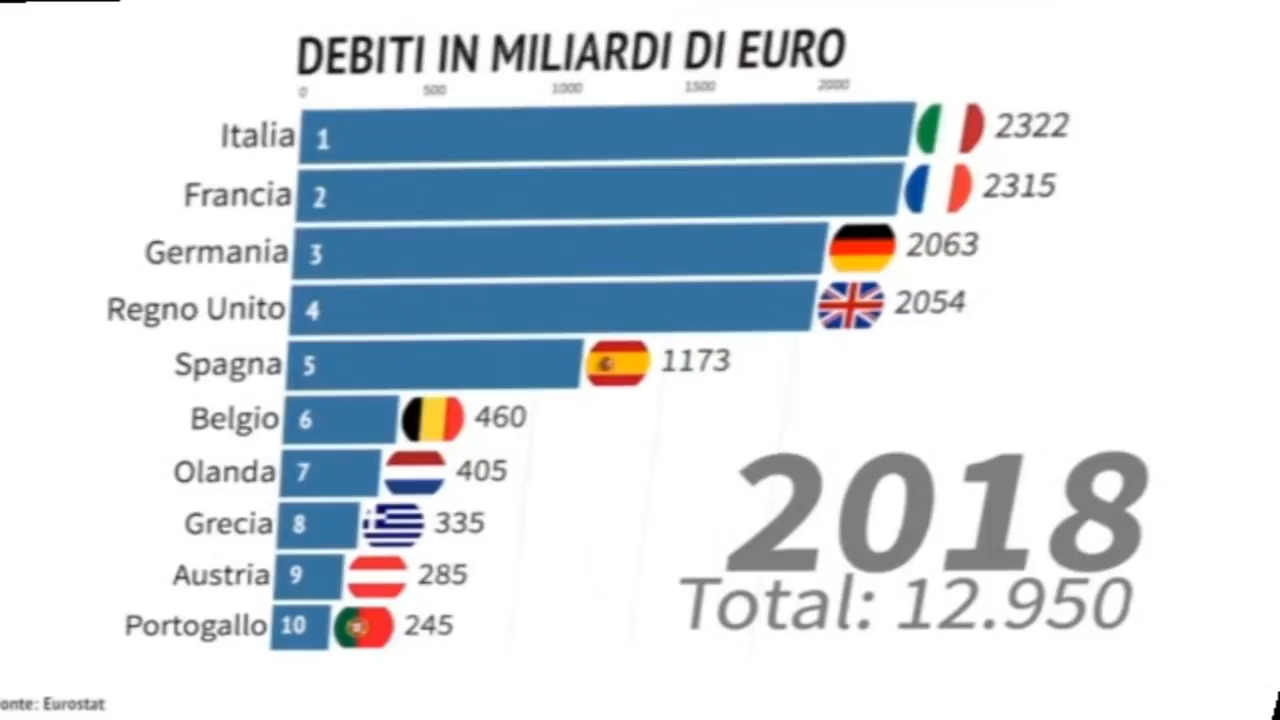 DEBITI IN MILIARDI DI EURO
0 500 1000 1500 2000
Italia 1 2322
Francia 2 2315
Germania 3 2063
Regno Unito 4 2054
Spagna 5 1173
Belgio 6 460
Olanda 7 405
Grecia 8 335
Austria 9 285
Portogallo 10 245
2018
Total: 12.950
onte: Eurostat